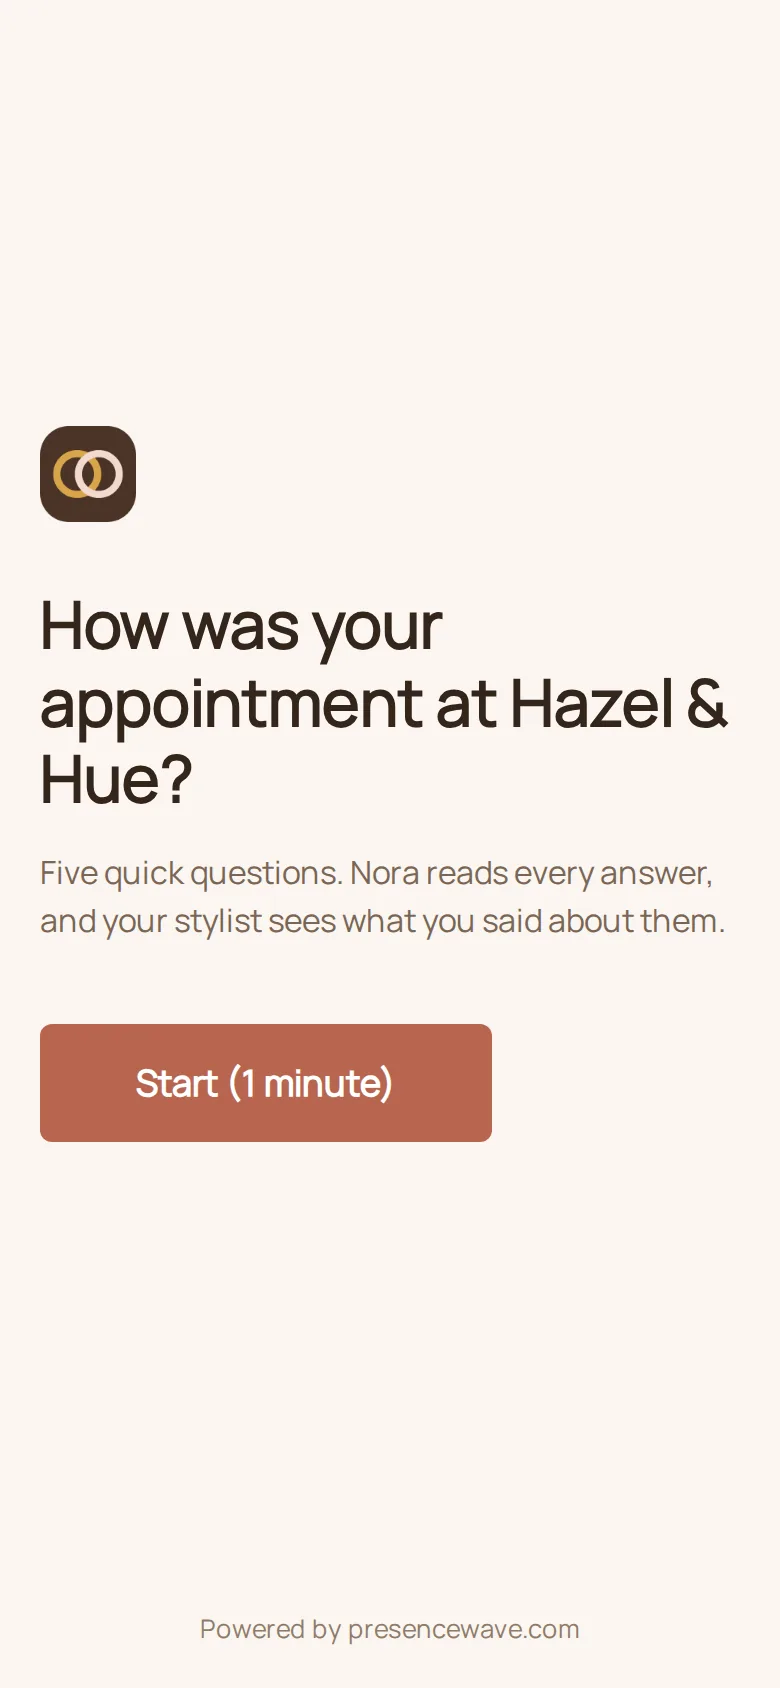 How was your
appointment at Hazel &
Hue?
Five quick questions. Nora reads every answer,
and your stylist sees what you said about them.
Start (1 minute)
Powered by presencewave.com